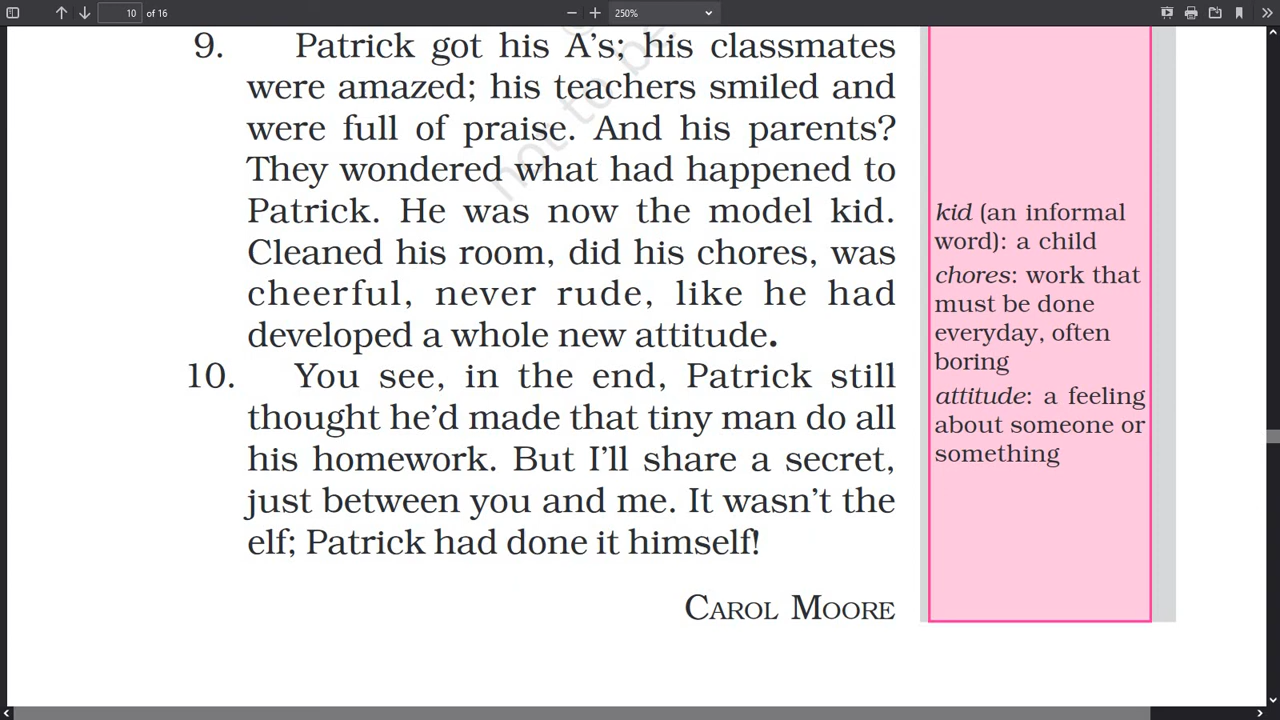 10 of 16
250%
9. Patrick got his A's; his classmates
were amazed; his teachers smiled and
were full of praise. And his parents?
They wondered what had happened to
Patrick. He was now the model kid.
Cleaned his room, did his chores, was
cheerful, never rude, like he had
developed a whole new attitude.
10. You see, in the end, Patrick still
thought he'd made that tiny man do all
his homework. But I'll share a secret,
just between you and me. It wasn't the
elf; Patrick had done it himself!
CAROL MOORE
kid (an informal
word): a child
chores: work that
must be done
everyday, often
boring
attitude: a feeling
about someone or
something
not to be